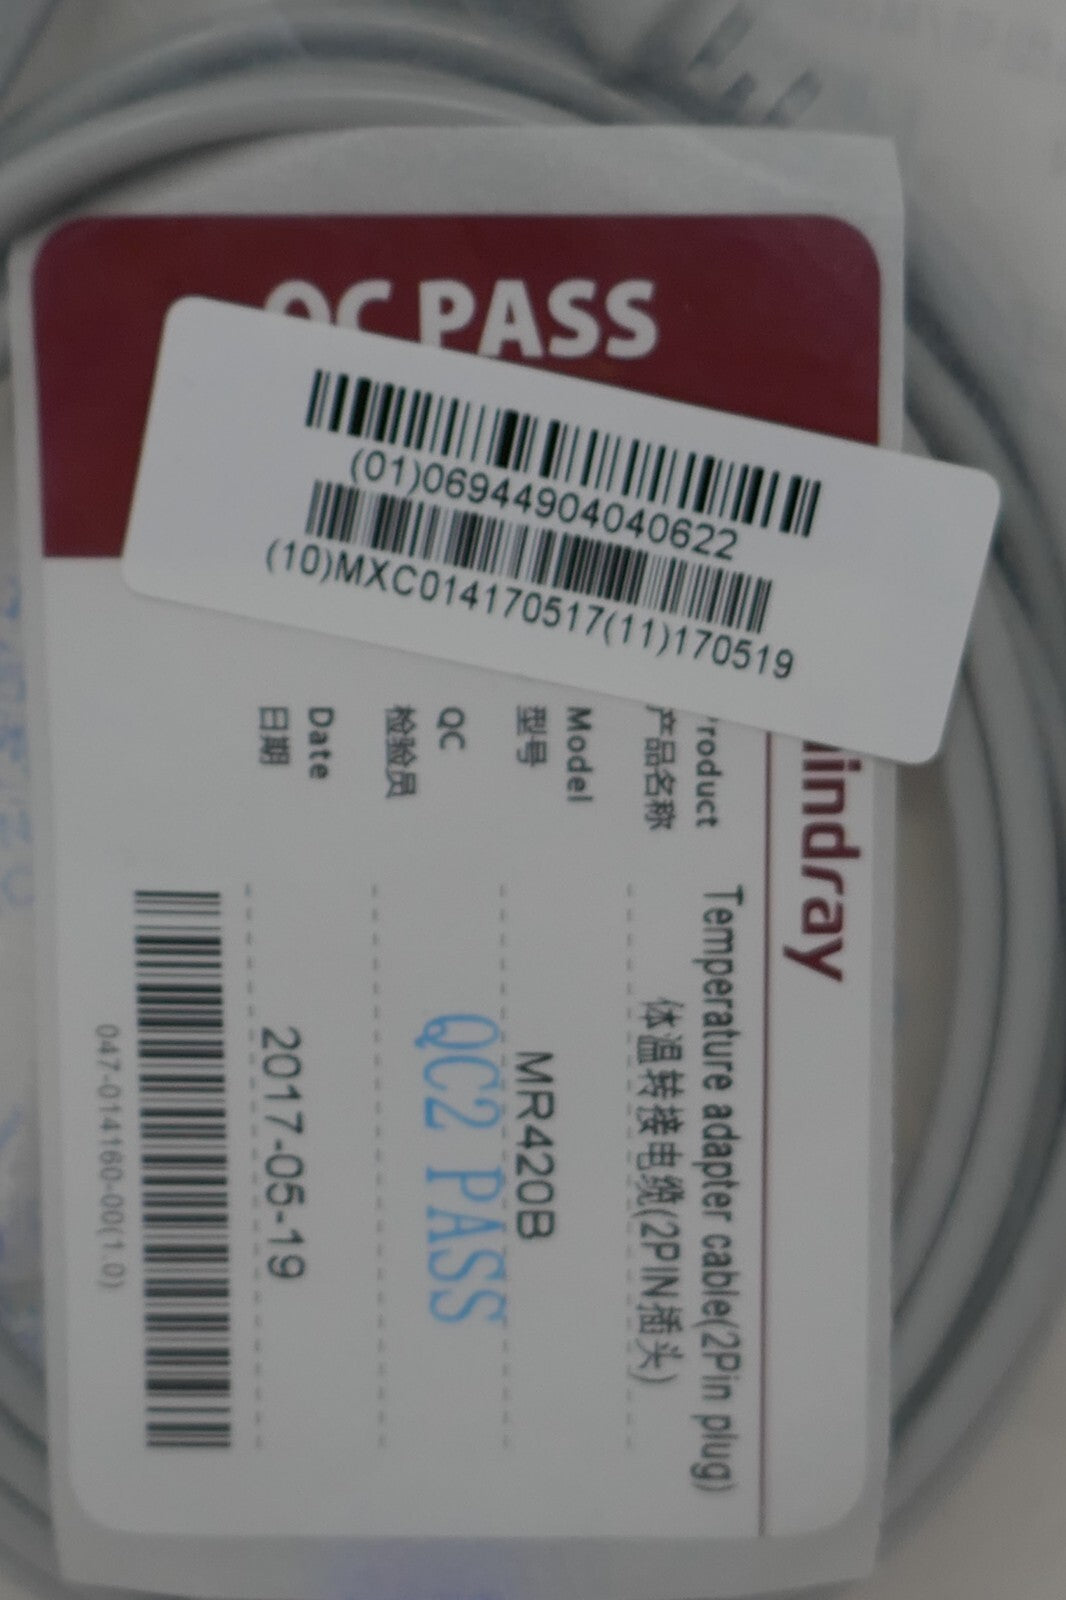 QC PASS
(01)06944904040622
(10)MXC014170517(11)170519
mindray
Product
产品名称
Temperature adapter cable(2Pin plug)
体温转接电缆(2PIN插头)
Model
型号
MR420B
QC
检验员
QC2 PASS
Date
日期
2017-05-19
047-014160-00(1.0)